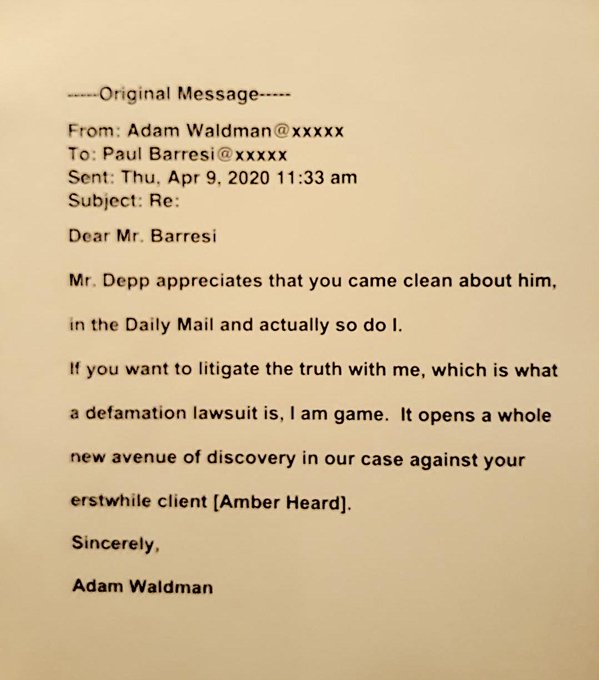 -----Original Message-----
From: Adam Waldman@xxxxx
To: Paul Barresi@xxxxx
Sent: Thu, Apr 9, 2020 11:33 am
Subject: Re:
Dear Mr. Barresi
Mr. Depp appreciates that you came clean about him,
in the Daily Mail and actually so do I.
If you want to litigate the truth with me, which is what
a defamation lawsuit is, I am game.  It opens a whole
new avenue of discovery in our case against your
erstwhile client [Amber Heard].
Sincerely,
Adam Waldman